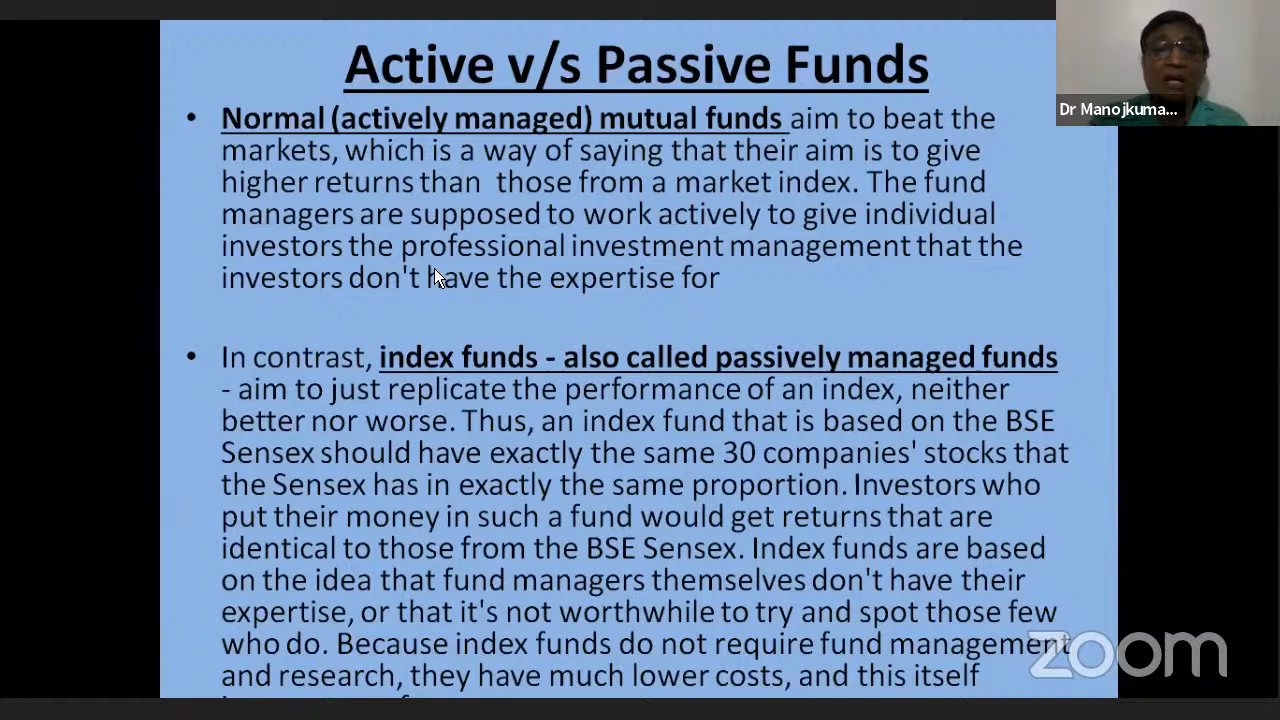 Active v/s Passive Funds
• Normal (actively managed) mutual funds aim to beat the
markets, which is a way of saying that their aim is to give
higher returns than those from a market index. The fund
managers are supposed to work actively to give individual
investors the professional investment management that the
investors don't have the expertise for
• In contrast, index funds - also called passively managed funds
- aim to just replicate the performance of an index, neither
better nor worse. Thus, an index fund that is based on the BSE
Sensex should have exactly the same 30 companies' stocks that
the Sensex has in exactly the same proportion. Investors who
put their money in such a fund would get returns that are
identical to those from the BSE Sensex. Index funds are based
on the idea that fund managers themselves don't have their
expertise, or that it's not worthwhile to try and spot those few
who do. Because index funds do not require fund management
and research, they have much lower costs, and this itself
Dr Manojkuma...
zoom